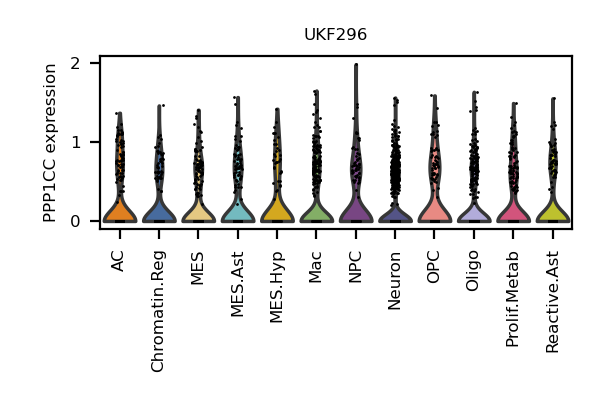 UKF296
PPP1CC expression
2
1
0
AC
Chromatin.Reg
MES
MES.Ast
MES.Hyp
Mac
NPC
Neuron
OPC
Oligo
Prolif.Metab
Reactive.Ast